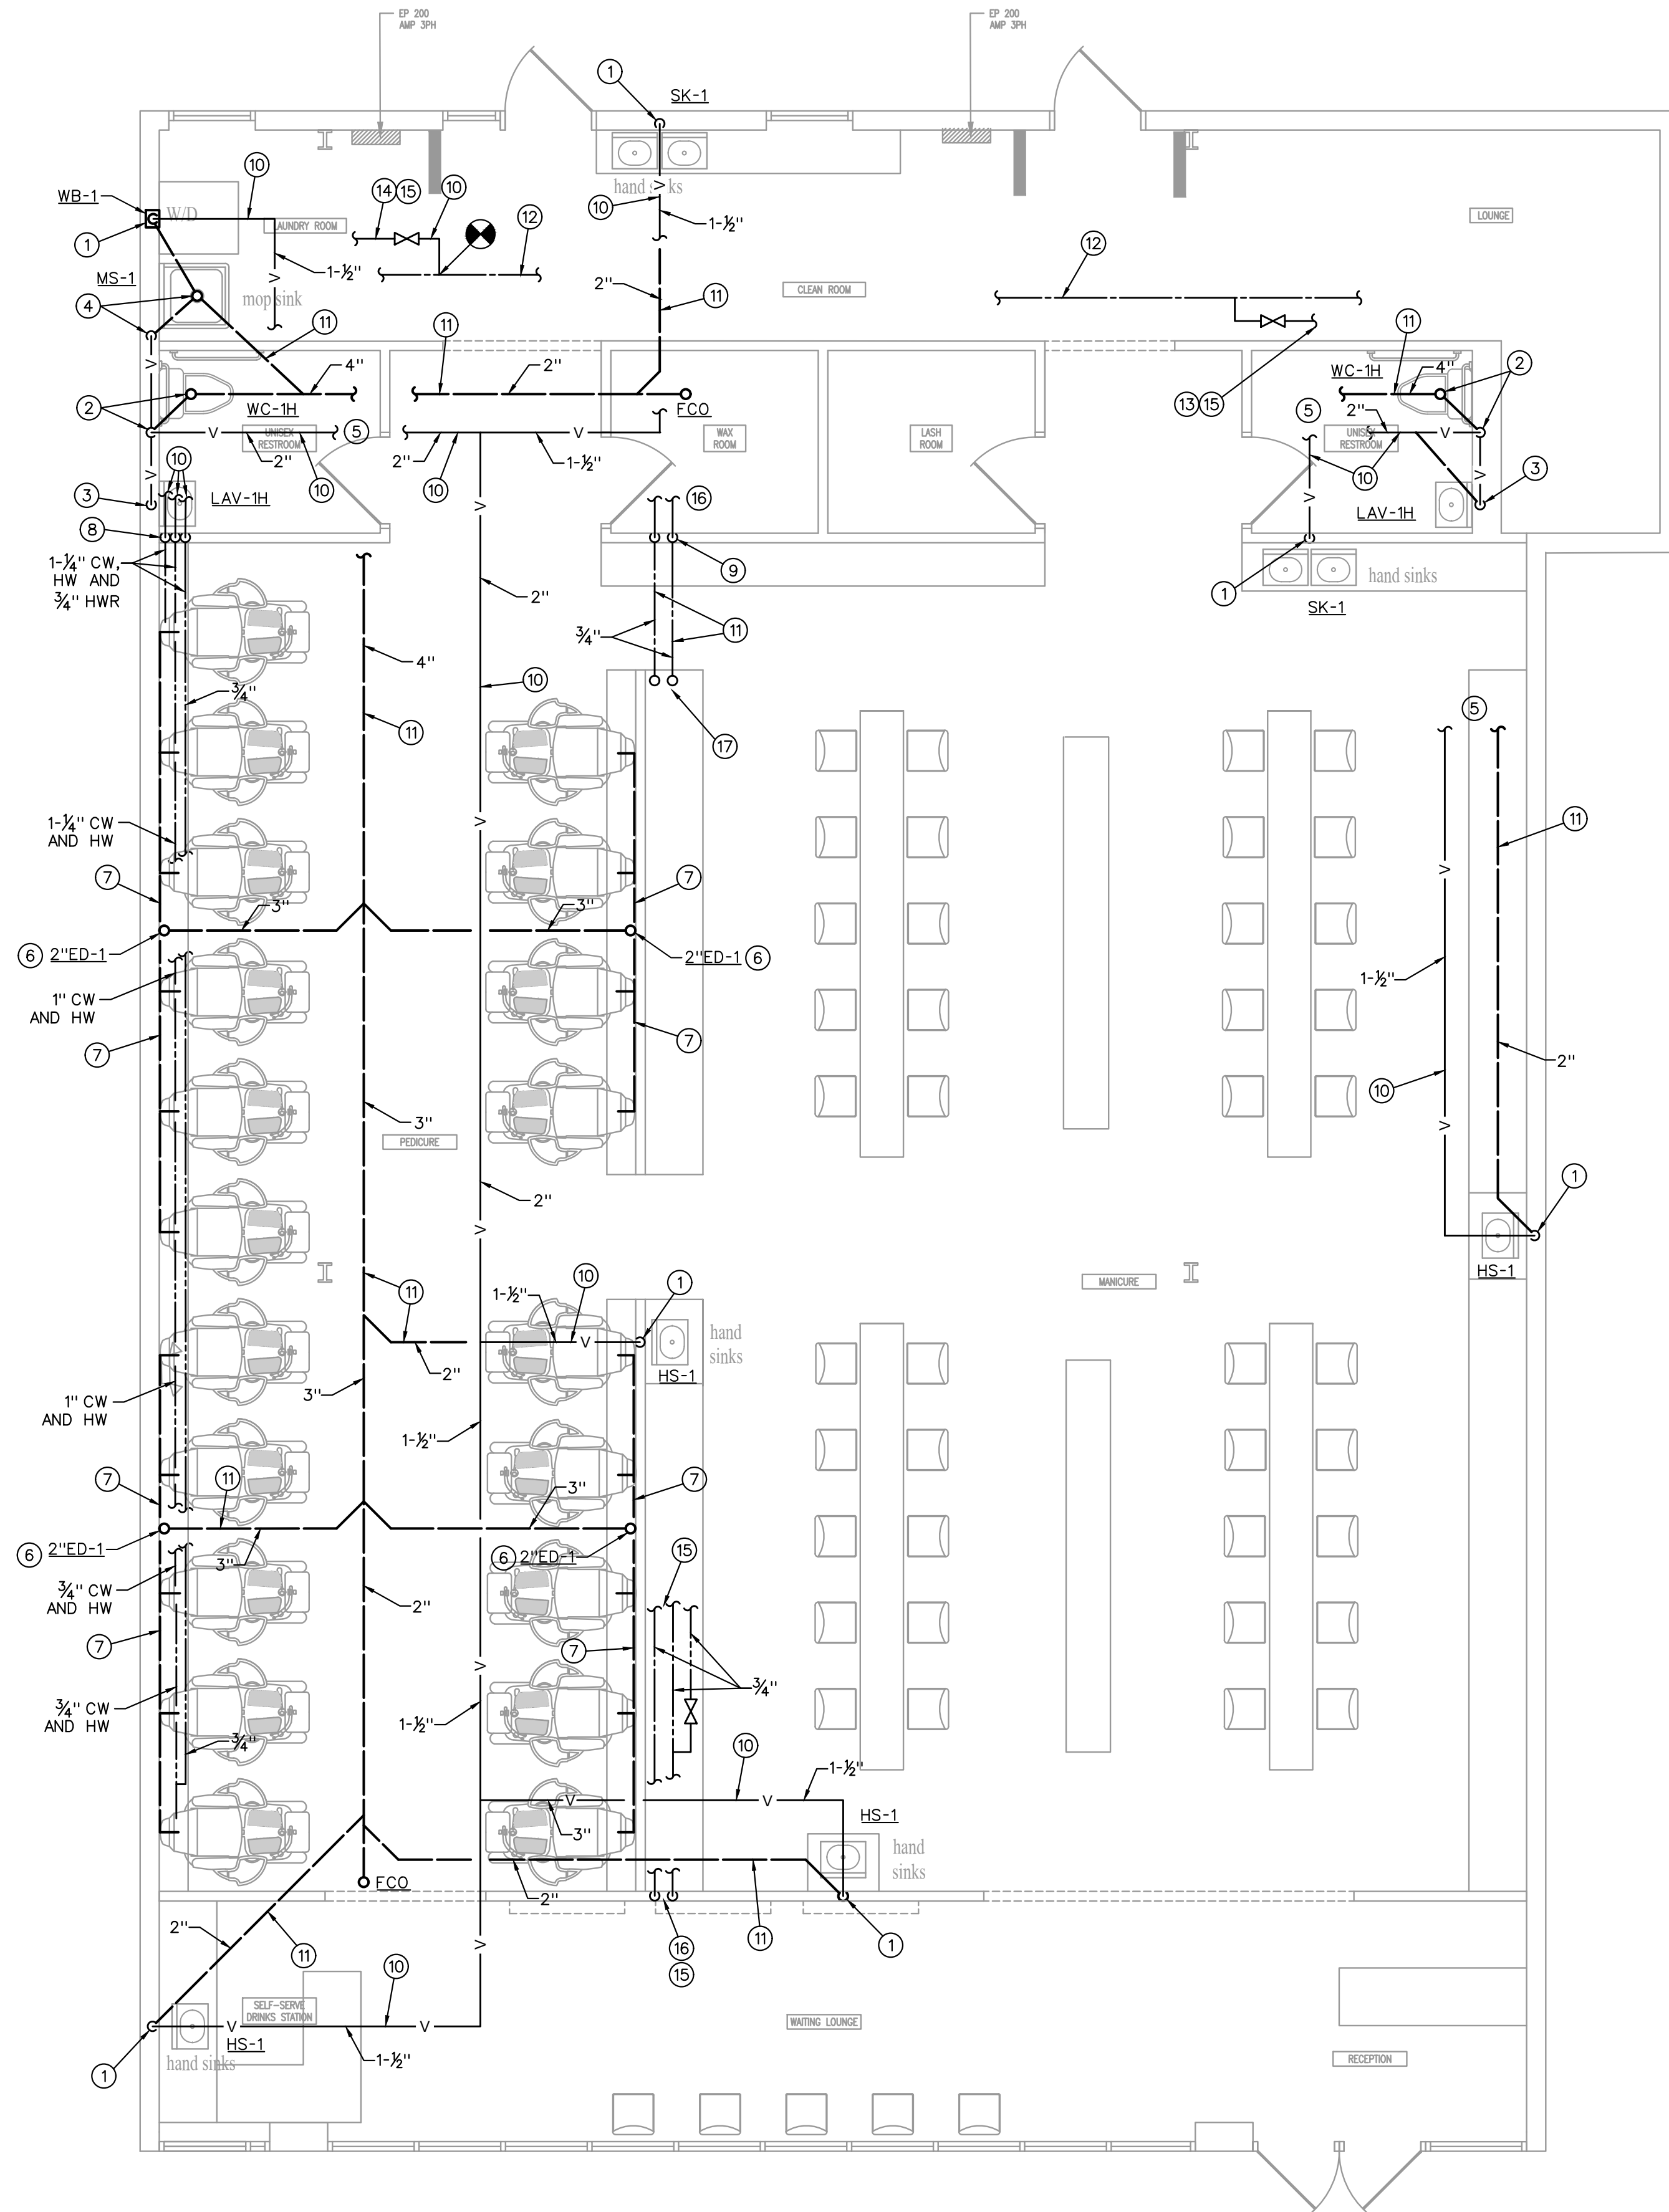 EP 200
AMP 3PH
EP 200
AMP 3PH
1
SK-1
10
WB-1
W/D
14
15
10
12
hand sinks
10
1-½"
LAUNDRY ROOM
LOUNGE
1
12
MS-1
1-½"
mop sink
2"
11
CLEAN ROOM
4
11
11
11
4"
2"
WC-1H
4"
2
2
WC-1H
FCO
5
2"
V
UNISEX
RESTROOM
5
2"
10
2"
10
V
1-½"
WAX
ROOM
LASH
ROOM
V
UNISEX
RESTROOM
10
10
3
LAV-1H
16
3
LAV-1H
8
1-¼" CW,
HW AND
¾" HWR
9
1
hand sinks
SK-1
2"
¾"
11
4"
10
¾"
11
17
5
1-¼" CW
AND HW
11
7
7
3"
3"
6
2"ED-1
2"ED-1
6
1-½"
1" CW
AND HW
7
7
2"
10
3"
PEDICURE
1
2"
HS-1
MANICURE
11
1-½"
10
V
1
hand
sinks
2"
HS-1
3"
1" CW
AND HW
1-½"
7
11
7
3"
6
2"ED-1
3"
6
2"ED-1
15
¾" CW
AND HW
2"
7
7
¾"
¾" CW
AND HW
1-½"
¾"
10
1-½"
V
V
3"
HS-1
hand
sinks
FCO
2"
2"
11
16
11
1
15
10
SELF-SERVE
DRINKS STATION
WAITING LOUNGE
V
V
HS-1
1-½"
hand sinks
1
RECEPTION